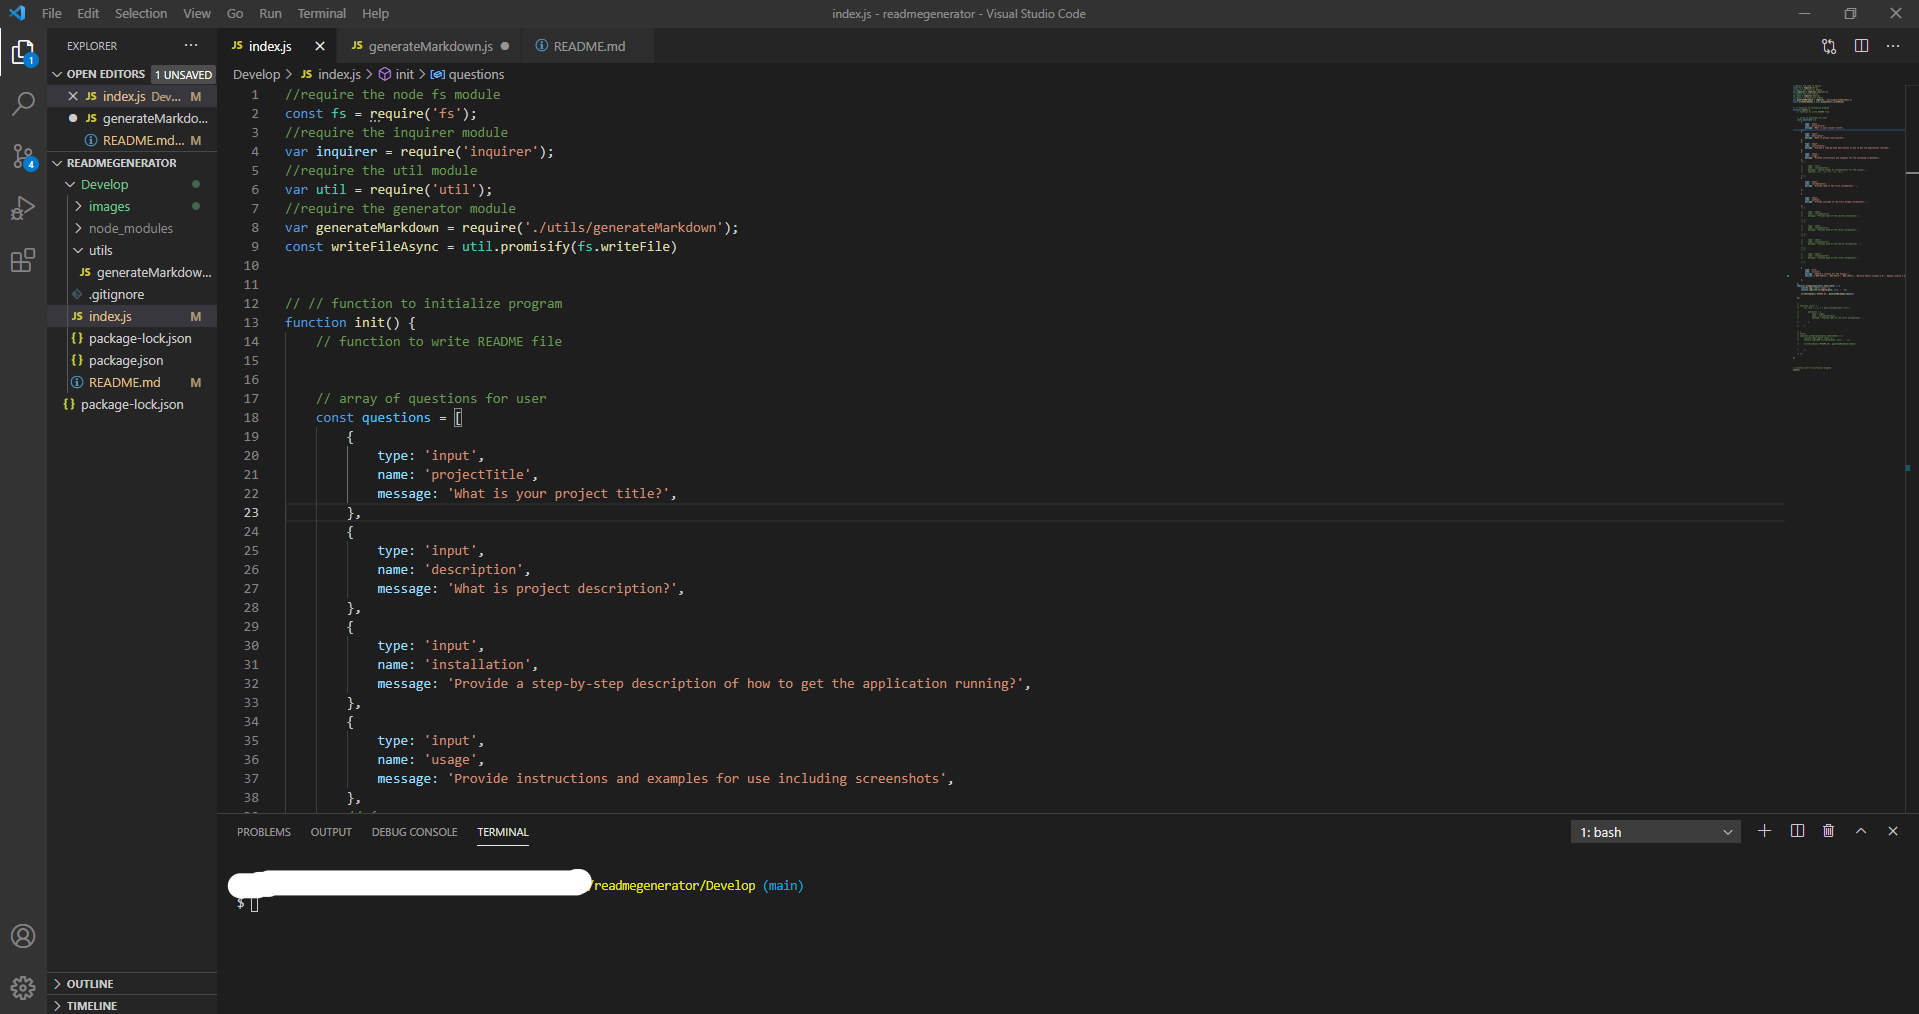 File Edit Selection View Go Run Terminal Help
index.js - readmegenerator - Visual Studio Code
EXPLORER
JS index.js
JS generateMarkdown.js
README.md
OPEN EDITORS 1 UNSAVED
JS index.js Dev... M
JS generateMarkdo...
README.md... M
READMEGENERATOR
Develop
images
node_modules
utils
JS generateMarkdow...
.gitignore
JS index.js M
{} package-lock.json
{} package.json
README.md M
{} package-lock.json
OUTLINE
TIMELINE
1
4
Develop > JS index.js > init > questions
1 //require the node fs module
2 const fs = require('fs');
3 //require the inquirer module
4 var inquirer = require('inquirer');
5 //require the util module
6 var util = require('util');
7 //require the generator module
8 var generateMarkdown = require('./utils/generateMarkdown');
9 const writeFileAsync = util.promisify(fs.writeFile)
10
11
12 // // function to initialize program
13 function init() {
14 // function to write README file
15
16
17 // array of questions for user
18 const questions = [
19 {
20 type: 'input',
21 name: 'projectTitle',
22 message: 'What is your project title?',
23 },
24 {
25 type: 'input',
26 name: 'description',
27 message: 'What is project description?',
28 },
29 {
30 type: 'input',
31 name: 'installation',
32 message: 'Provide a step-by-step description of how to get the application running?',
33 },
34 {
35 type: 'input',
36 name: 'usage',
37 message: 'Provide instructions and examples for use including screenshots',
38 },
PROBLEMS OUTPUT DEBUG CONSOLE TERMINAL
1: bash
/readmegenerator/Develop (main)
$